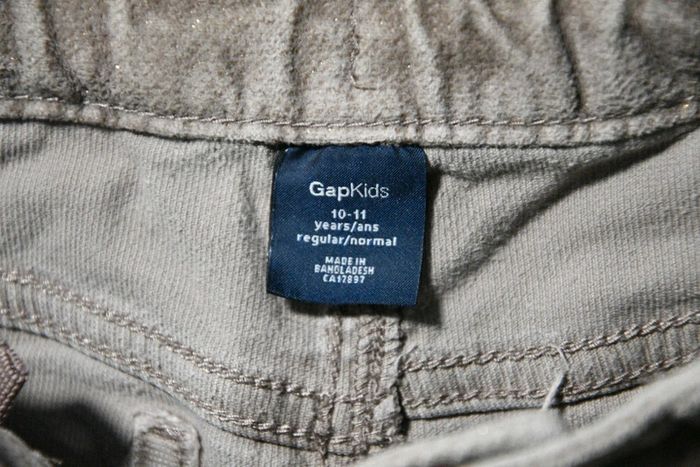 GapKids
10-11
years/ans
regular/normal
MADE IN
BANGLADESH
CA17897